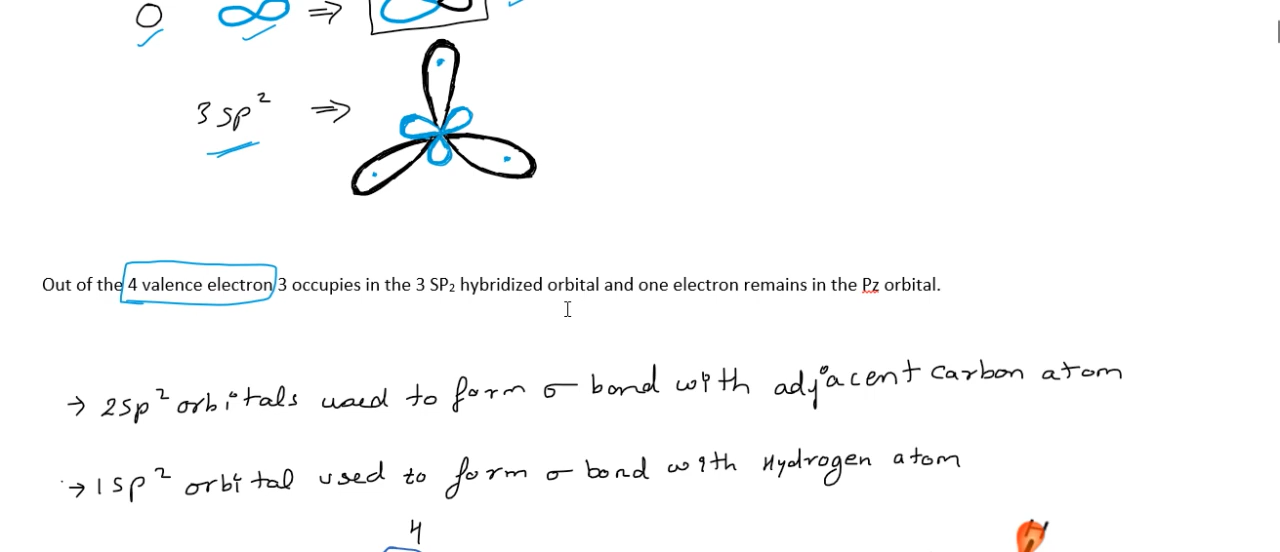 3 sp²  ⇒
Out of the 4 valence electron 3 occupies in the 3 SP₂ hybridized orbital and one electron remains in the Pz orbital.
→ 2sp² orbitals used to form σ bond with adjacent carbon atom
→ 1sp² orbital used to form σ bond with Hydrogen atom
H
H